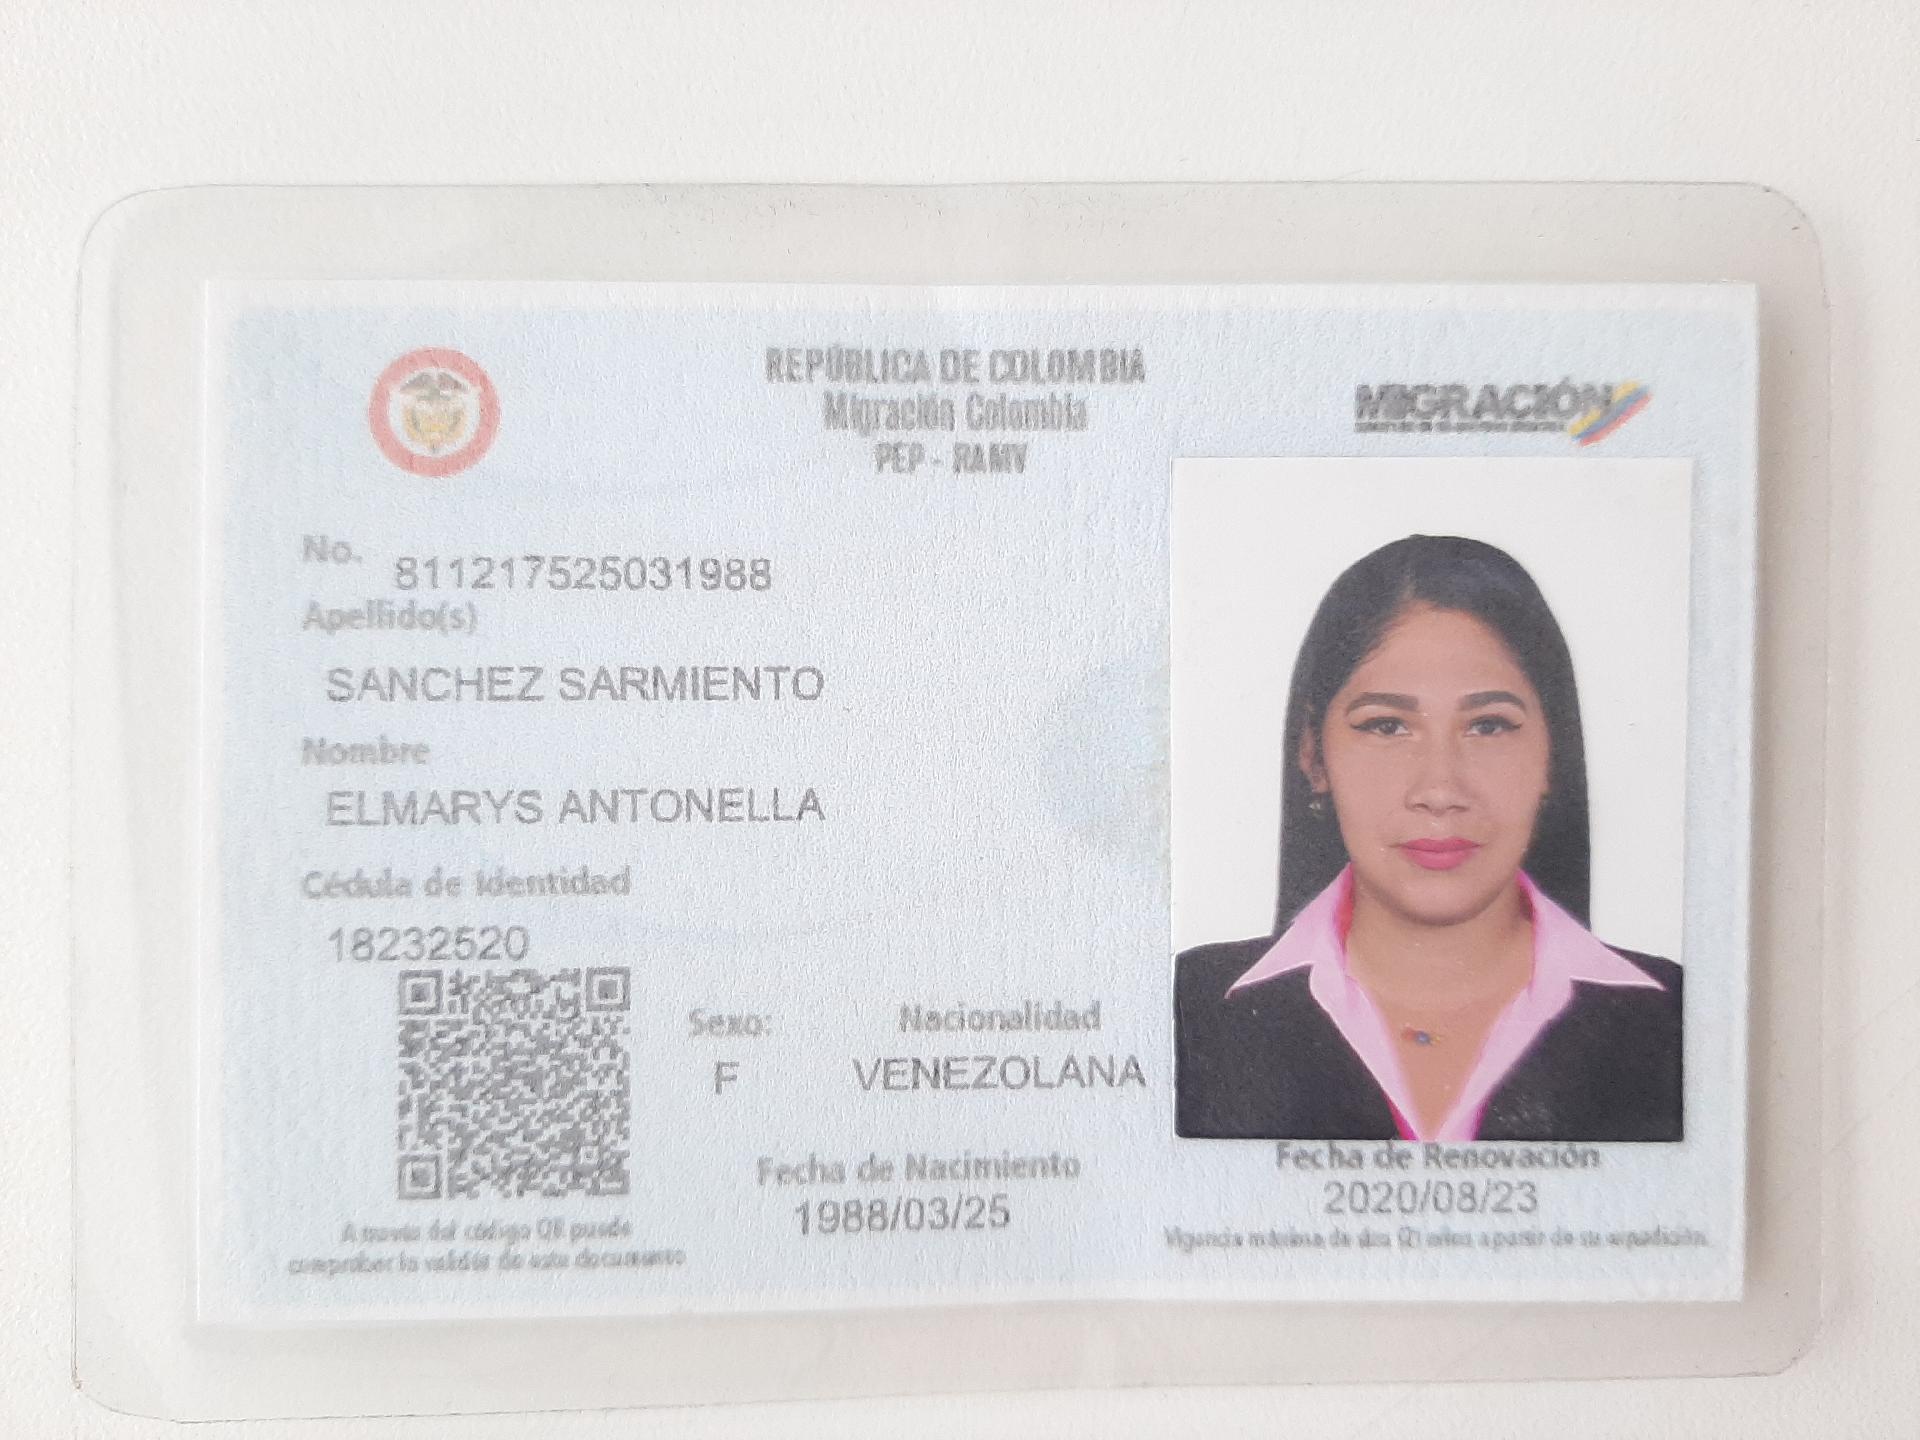 REPÚBLICA DE COLOMBIA
Migración Colombia
PEP - RAMV
MIGRACIÓN
No. 811217525031988
Apellido(s)
SANCHEZ SARMIENTO
Nombre
ELMARYS ANTONELLA
Cédula de Identidad
18232520
Sexo: Nacionalidad
F VENEZOLANA
Fecha de Nacimiento
1988/03/25
Fecha de Renovación
2020/08/23
Vigencia máxima de dos (2) años a partir de su expedición.
A través del código QR puede
comprobar la validéz de este documento